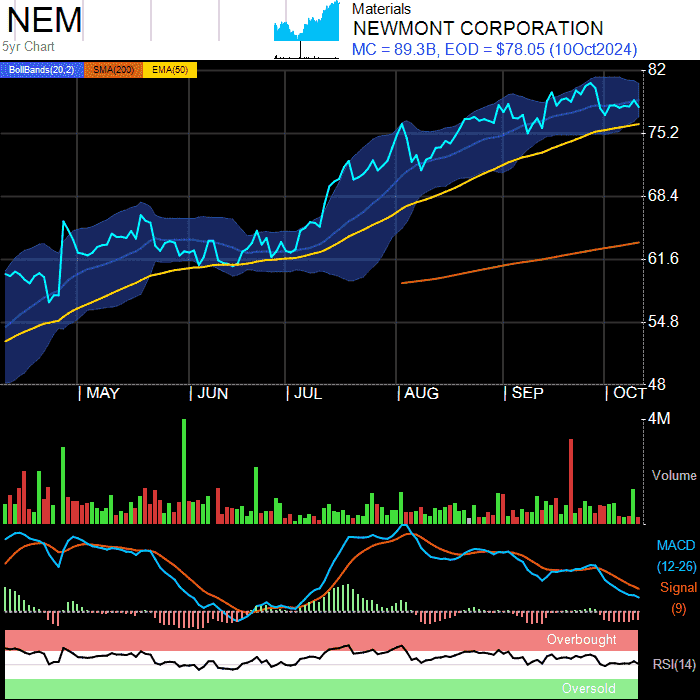 NEM
5yr Chart
Materials
NEWMONT CORPORATION
MC = 89.3B, EOD = $78.05 (10Oct2024)
BollBands(20,2) SMA(200) EMA(50)
82
75.2
68.4
61.6
54.8
48
| MAY | JUN | JUL | AUG | SEP | OCT
4M
Volume
MACD
(12-26)
Signal
(9)
Overbought
RSI(14)
Oversold